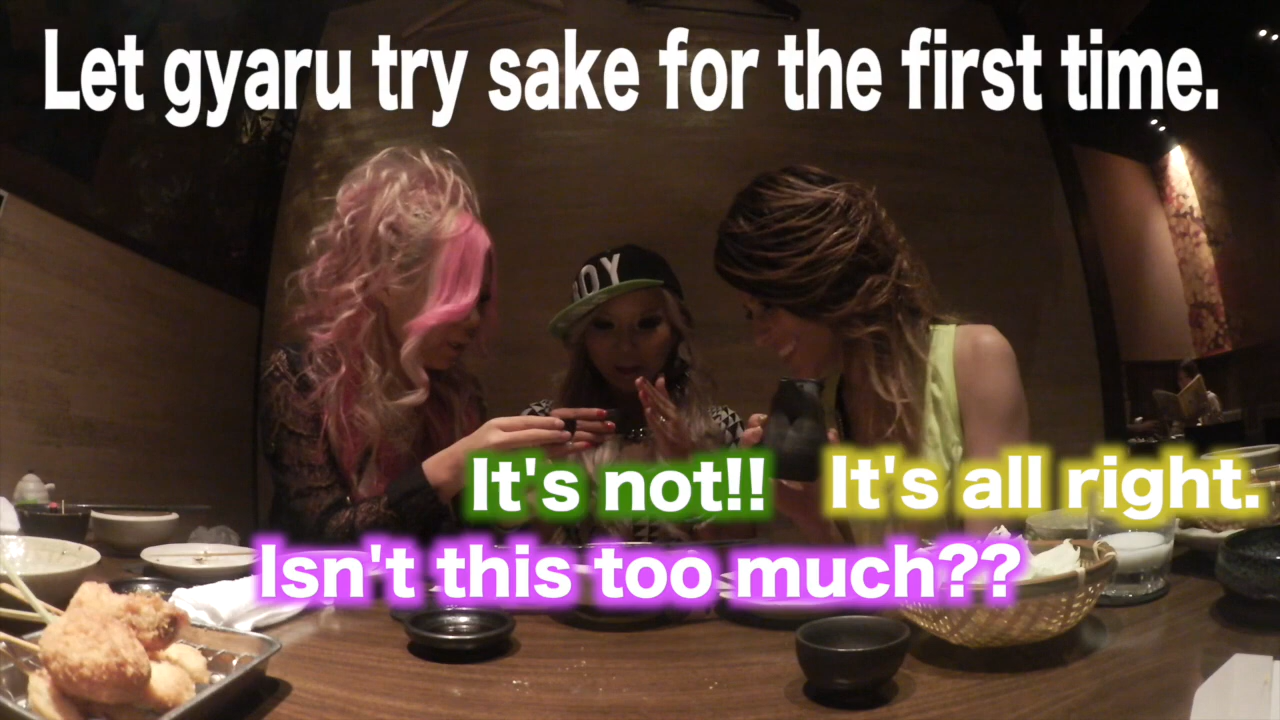 Let gyaru try sake for the first time.
It's not!!
It's all right.
Isn't this too much??